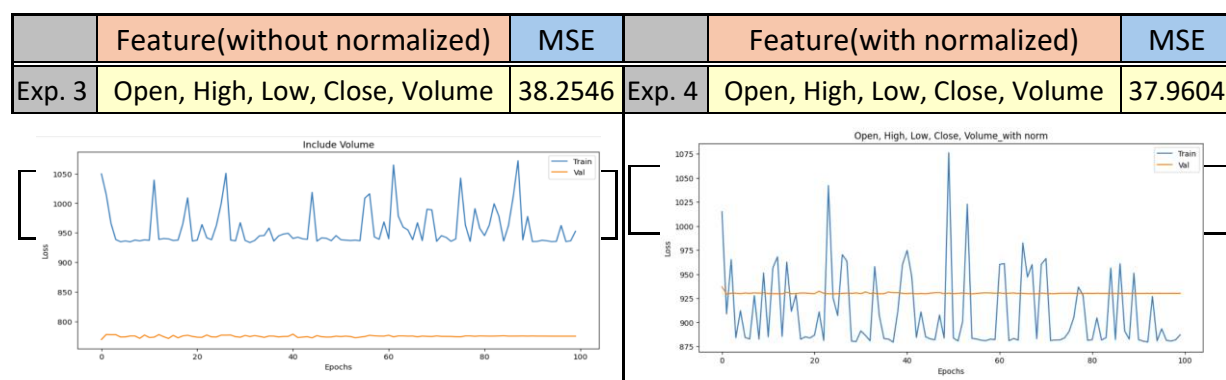 Feature(without normalized) MSE Feature(with normalized) MSE
Exp. 3 Open, High, Low, Close, Volume 38.2546 Exp. 4 Open, High, Low, Close, Volume 37.9604
Include Volume
Train
Val
1050
1000
950
900
850
800
Loss
0 20 40 60 80 100
Epochs
Open, High, Low, Close, Volume_with norm
Train
Val
1075
1050
1025
1000
975
950
925
900
875
Loss
0 20 40 60 80 100
Epochs